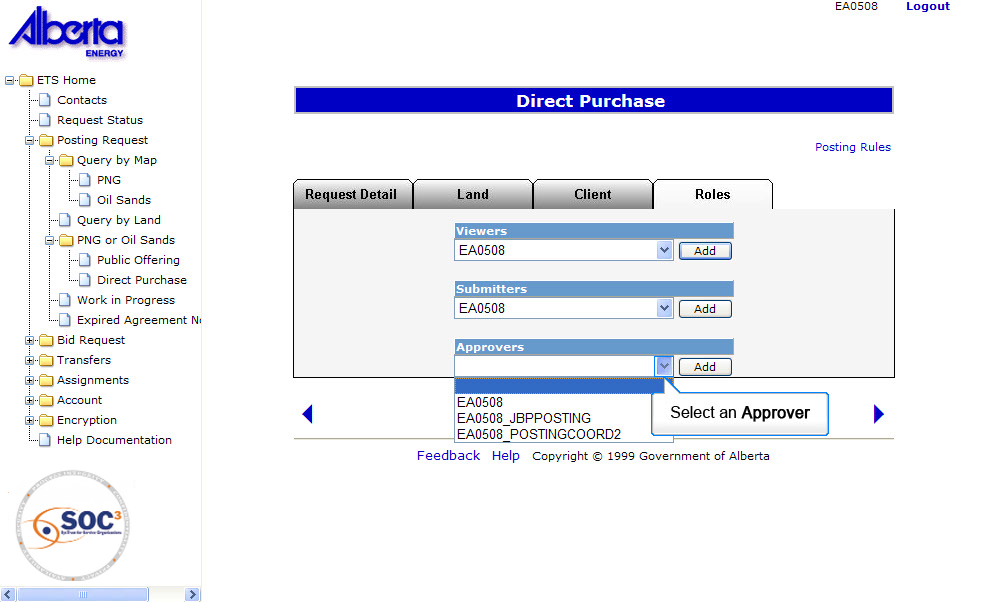 Alberta
ENERGY
EA0508 Logout
ETS Home
Contacts
Request Status
Posting Request
Query by Map
PNG
Oil Sands
Query by Land
PNG or Oil Sands
Public Offering
Direct Purchase
Work in Progress
Expired Agreement No
Bid Request
Transfers
Assignments
Account
Encryption
Help Documentation
SOC3
Direct Purchase
Posting Rules
Request Detail Land Client Roles
Viewers
EA0508 Add
Submitters
EA0508 Add
Approvers
Add
EA0508
EA0508_JBPPOSTING
EA0508_POSTINGCOORD2
Select an Approver
Feedback Help Copyright © 1999 Government of Alberta